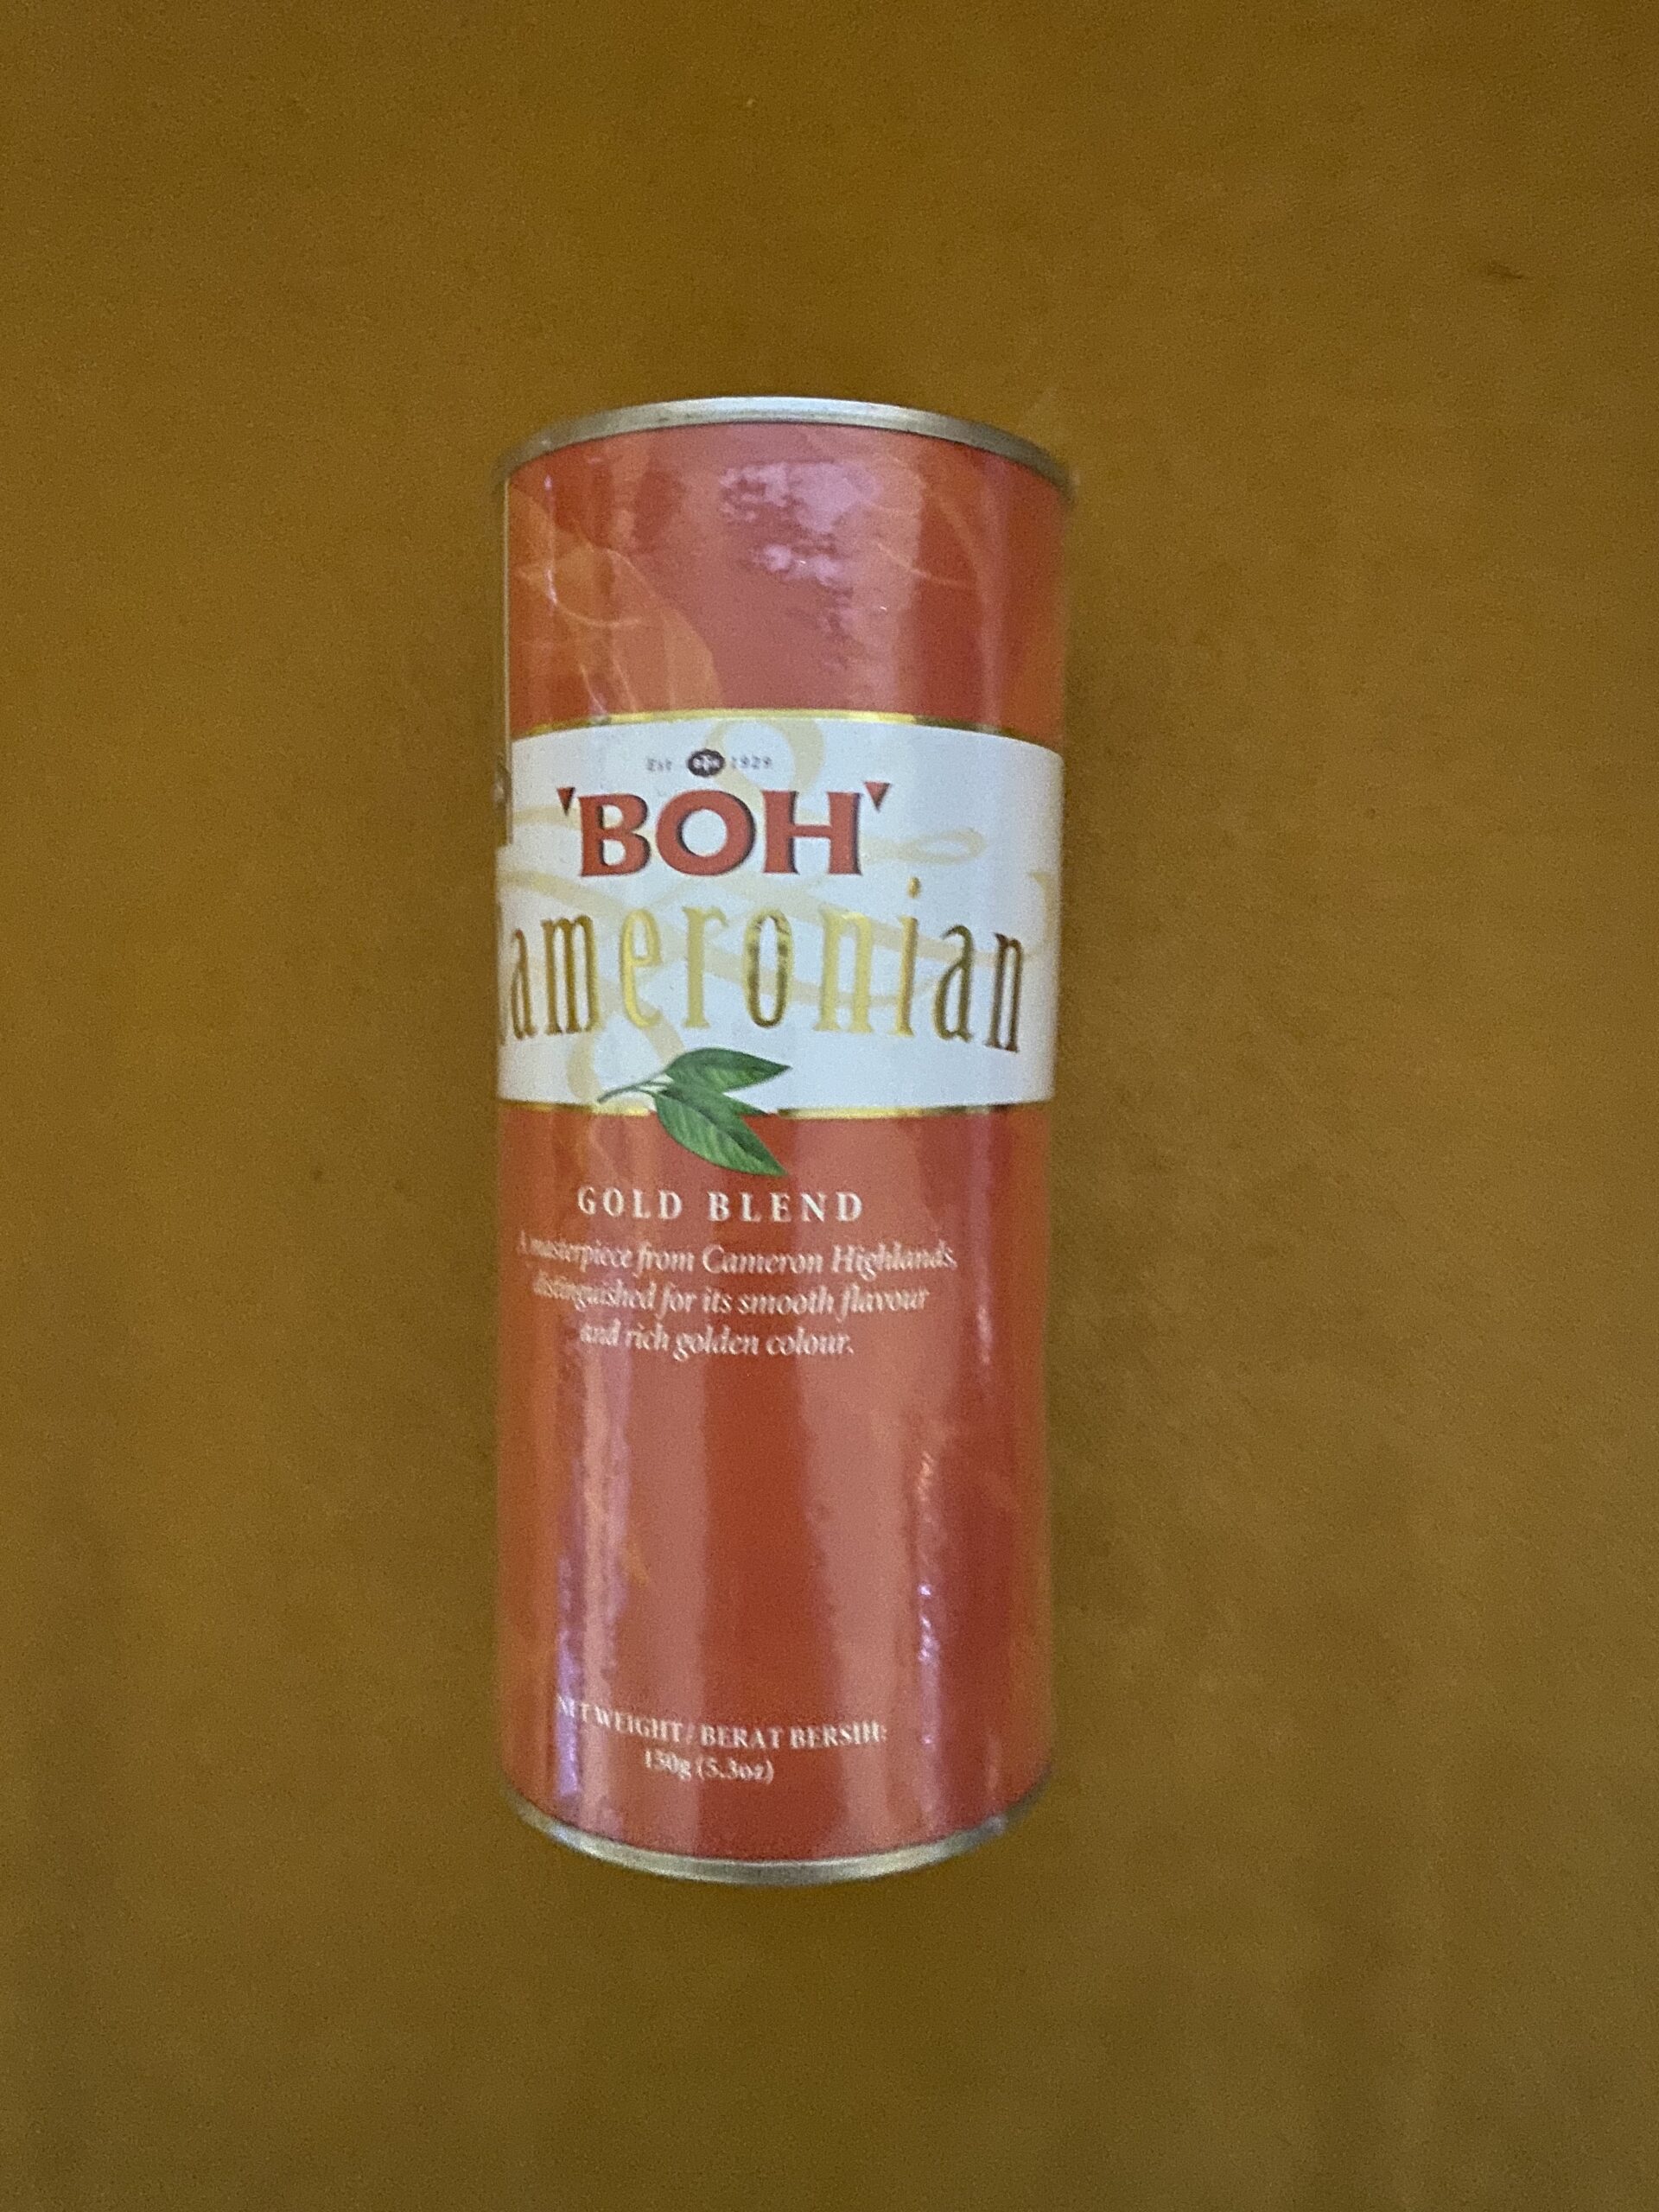 Est 1929
'BOH'
Cameronian
GOLD BLEND
A masterpiece from Cameron Highlands,
distinguished for its smooth flavour
and rich golden colour.
NET WEIGHT / BERAT BERSIH:
150g (5.3oz)